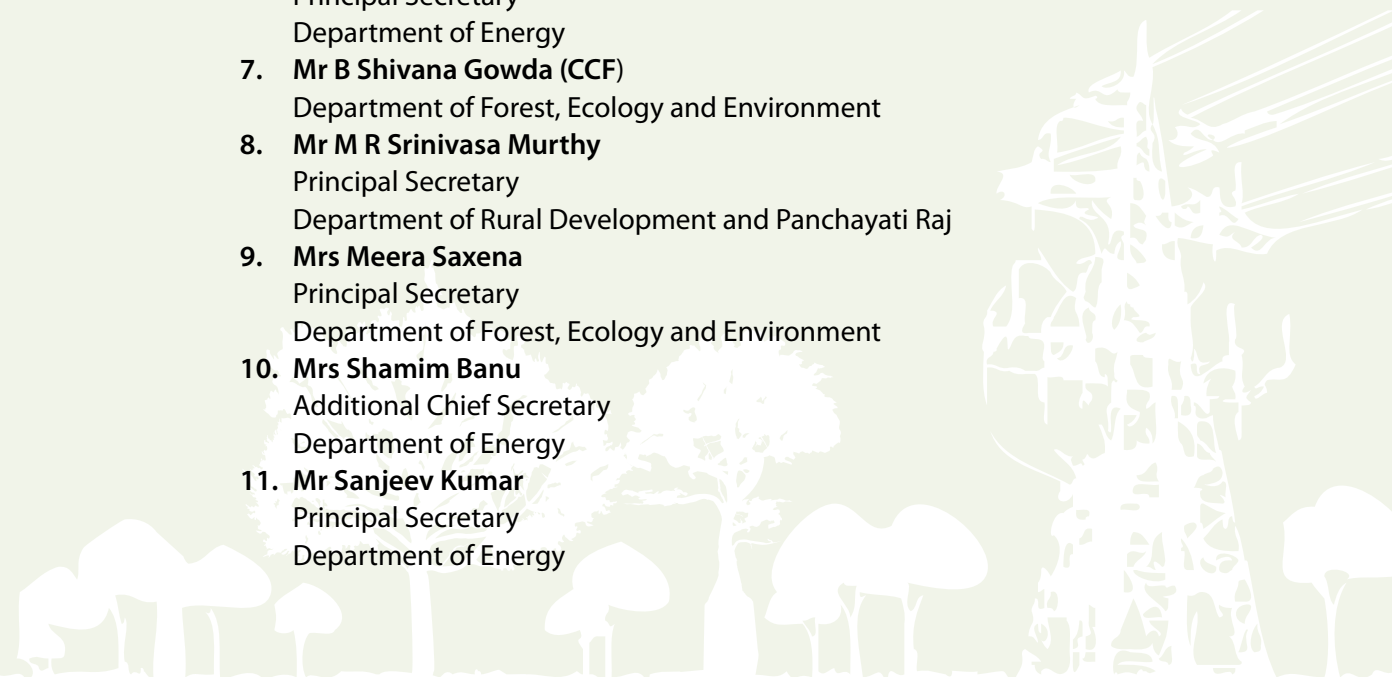 Principal Secretary
Department of Energy
7. Mr B Shivana Gowda (CCF)
Department of Forest, Ecology and Environment
8. Mr M R Srinivasa Murthy
Principal Secretary
Department of Rural Development and Panchayati Raj
9. Mrs Meera Saxena
Principal Secretary
Department of Forest, Ecology and Environment
10. Mrs Shamim Banu
Additional Chief Secretary
Department of Energy
11. Mr Sanjeev Kumar
Principal Secretary
Department of Energy